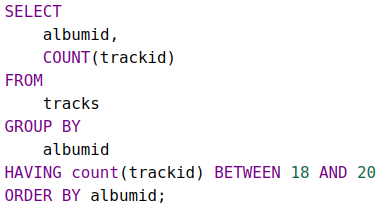 SELECT
    albumid,
    COUNT(trackid)
FROM
    tracks
GROUP BY
    albumid
HAVING count(trackid) BETWEEN 18 AND 20
ORDER BY albumid;